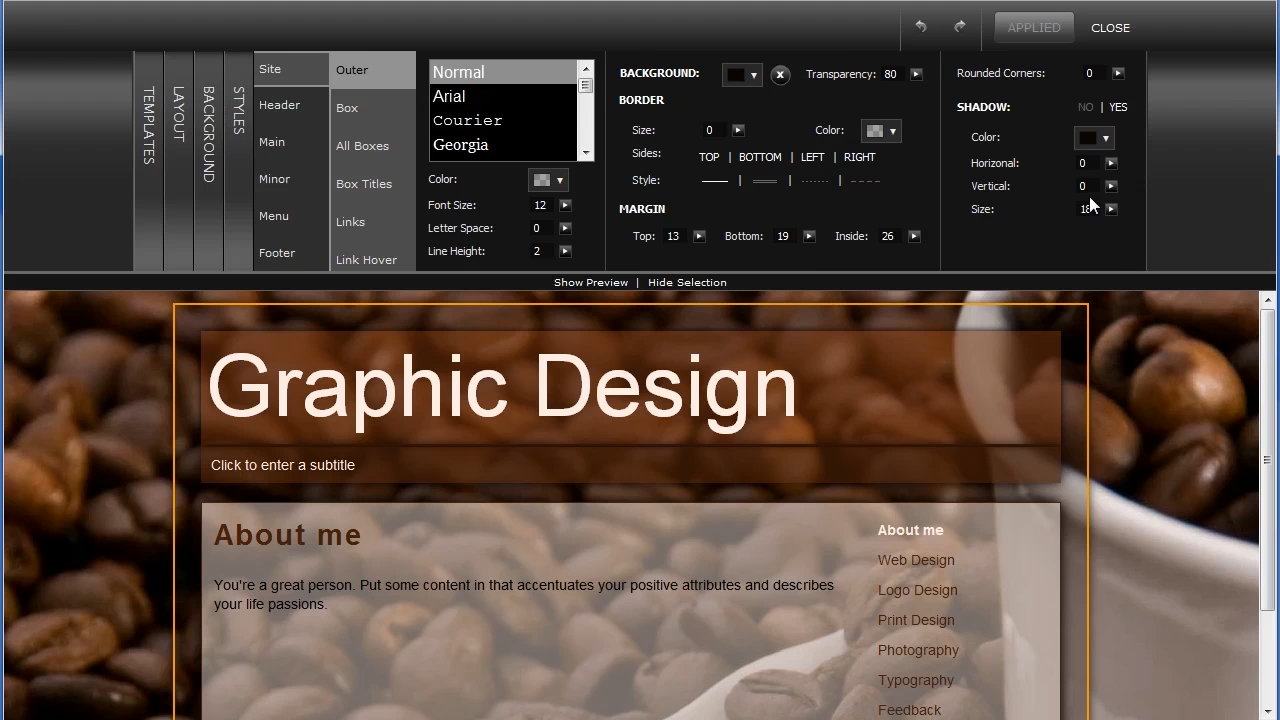 APPLIED CLOSE
TEMPLATES
LAYOUT
BACKGROUND
STYLES
Site
Header
Main
Minor
Menu
Footer
Outer
Box
All Boxes
Box Titles
Links
Link Hover
Normal
Arial
Courier
Georgia
Color:
Font Size: 12
Letter Space: 0
Line Height: 2
BACKGROUND: x Transparency: 80
BORDER
Size: 0 Color:
Sides: TOP | BOTTOM | LEFT | RIGHT
Style: | | |
MARGIN
Top: 13 Bottom: 19 Inside: 26
Rounded Corners: 0
SHADOW: NO | YES
Color:
Horizonal: 0
Vertical: 0
Size:
Show Preview | Hide Selection
Graphic Design
Click to enter a subtitle
About me
You're a great person. Put some content in that accentuates your positive attributes and describes
your life passions.
About me
Web Design
Logo Design
Print Design
Photography
Typography
Feedback